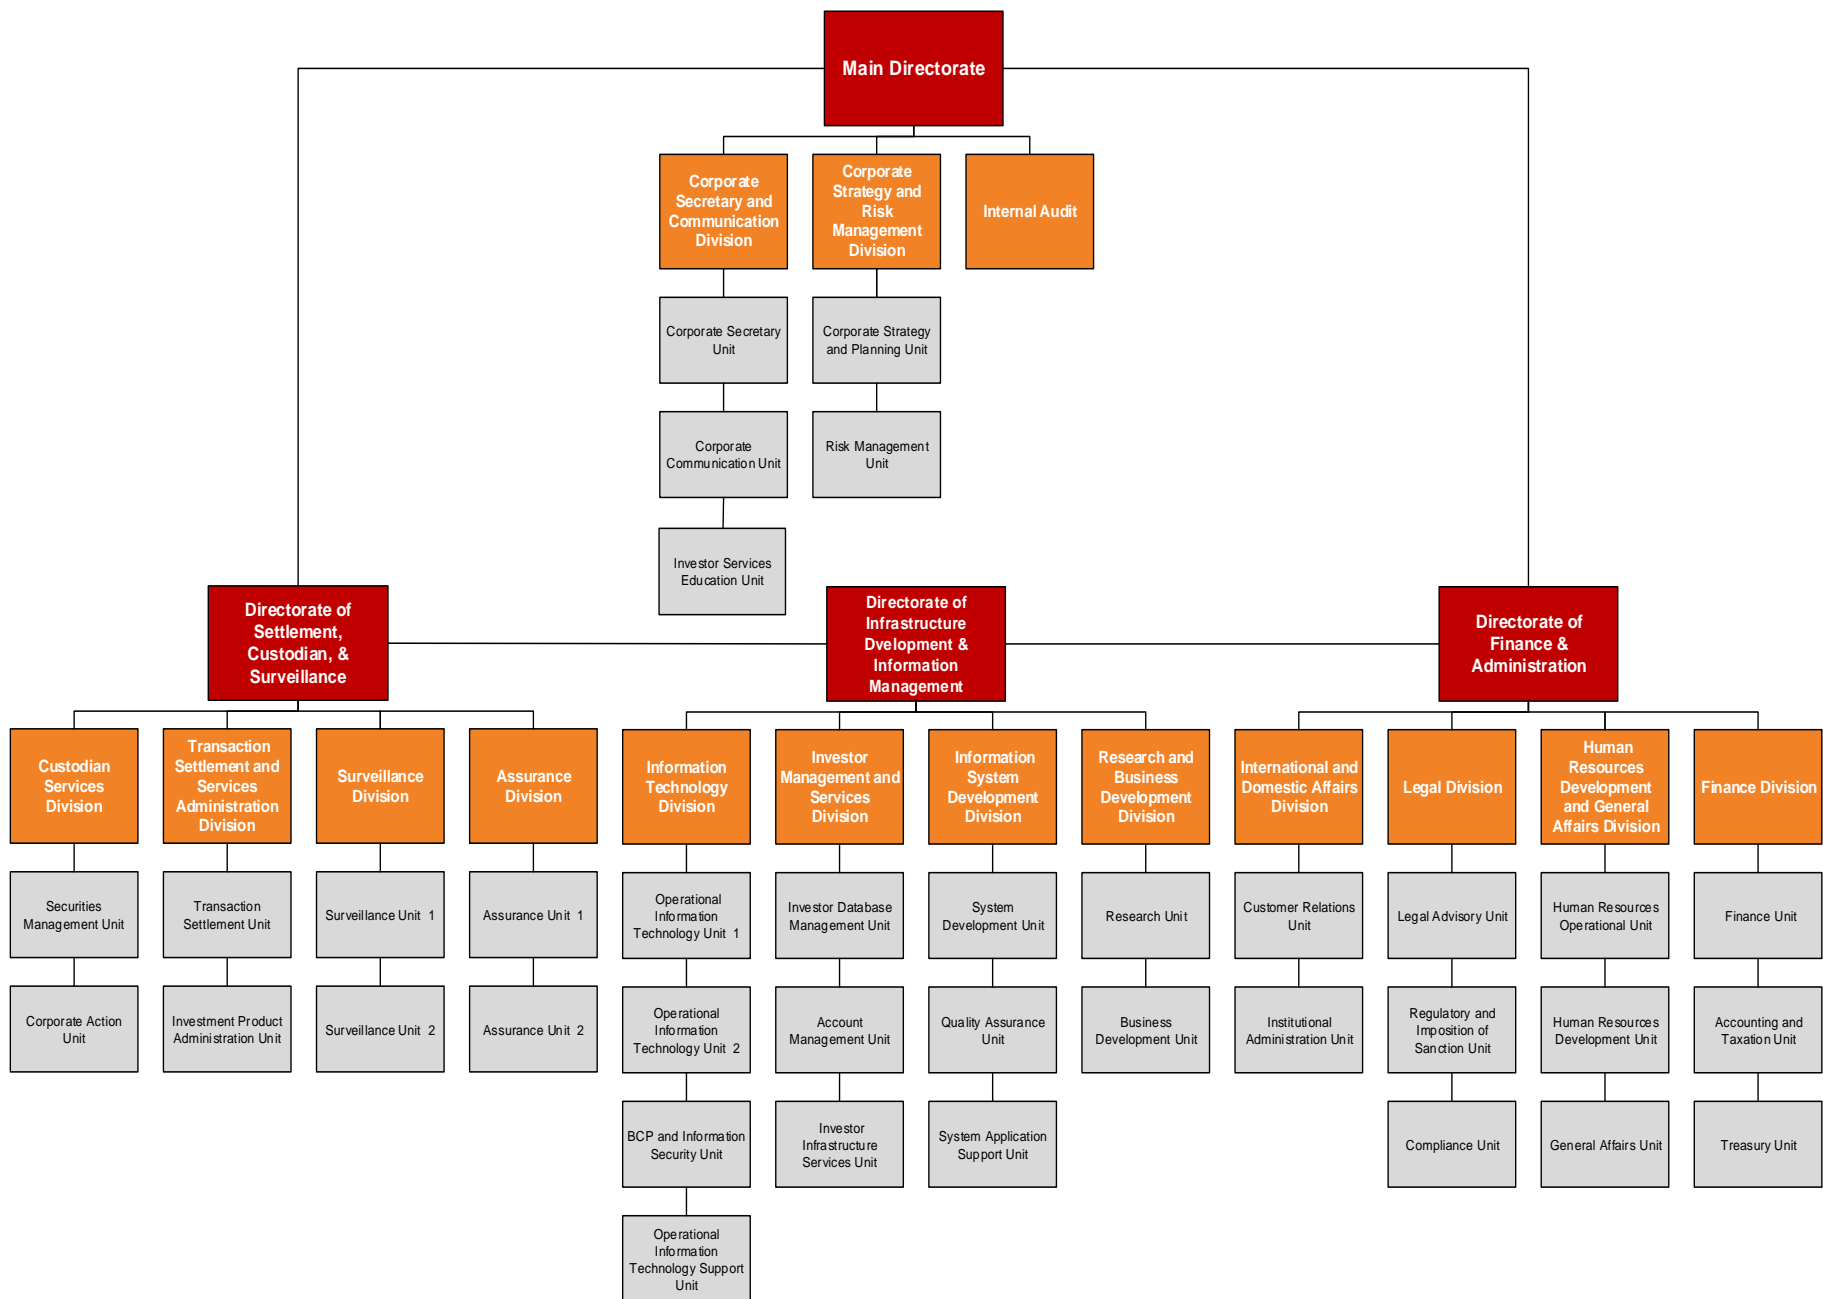 Main Directorate
Corporate
Secretary and
Communication
Division
Corporate
Strategy and
Risk
Management
Division
Internal Audit
Corporate Secretary
Unit
Corporate Strategy
and Planning Unit
Corporate
Communication Unit
Risk Management
Unit
Investor Services
Education Unit
Directorate of
Settlement,
Custodian, &
Surveillance
Directorate of
Infrastructure
Dvelopment &
Information
Management
Directorate of
Finance &
Administration
Custodian
Services
Division
Transaction
Settlement and
Services
Administration
Division
Surveillance
Division
Assurance
Division
Information
Technology
Division
Investor
Management and
Services
Division
Information
System
Development
Division
Research and
Business
Development
Division
International and
Domestic Affairs
Division
Legal Division
Human
Resources
Development
and General
Affairs Division
Finance Division
Securities
Management Unit
Transaction
Settlement Unit
Surveillance Unit 1
Assurance Unit 1
Operational
Information
Technology Unit 1
Investor Database
Management Unit
System
Development Unit
Research Unit
Customer Relations
Unit
Legal Advisory Unit
Human Resources
Operational Unit
Finance Unit
Corporate Action
Unit
Investment Product
Administration Unit
Surveillance Unit 2
Assurance Unit 2
Operational
Information
Technology Unit 2
Account
Management Unit
Quality Assurance
Unit
Business
Development Unit
Institutional
Administration Unit
Regulatory and
Imposition of
Sanction Unit
Human Resources
Development Unit
Accounting and
Taxation Unit
BCP and Information
Security Unit
Investor
Infrastructure
Services Unit
System Application
Support Unit
Compliance Unit
General Affairs Unit
Treasury Unit
Operational
Information
Technology Support
Unit